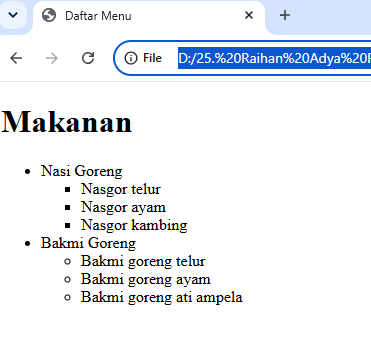 Daftar Menu
File
D:/25.%20Raihan%20Adya%20
Makanan
Nasi Goreng
Nasgor telur
Nasgor ayam
Nasgor kambing
Bakmi Goreng
Bakmi goreng telur
Bakmi goreng ayam
Bakmi goreng ati ampela